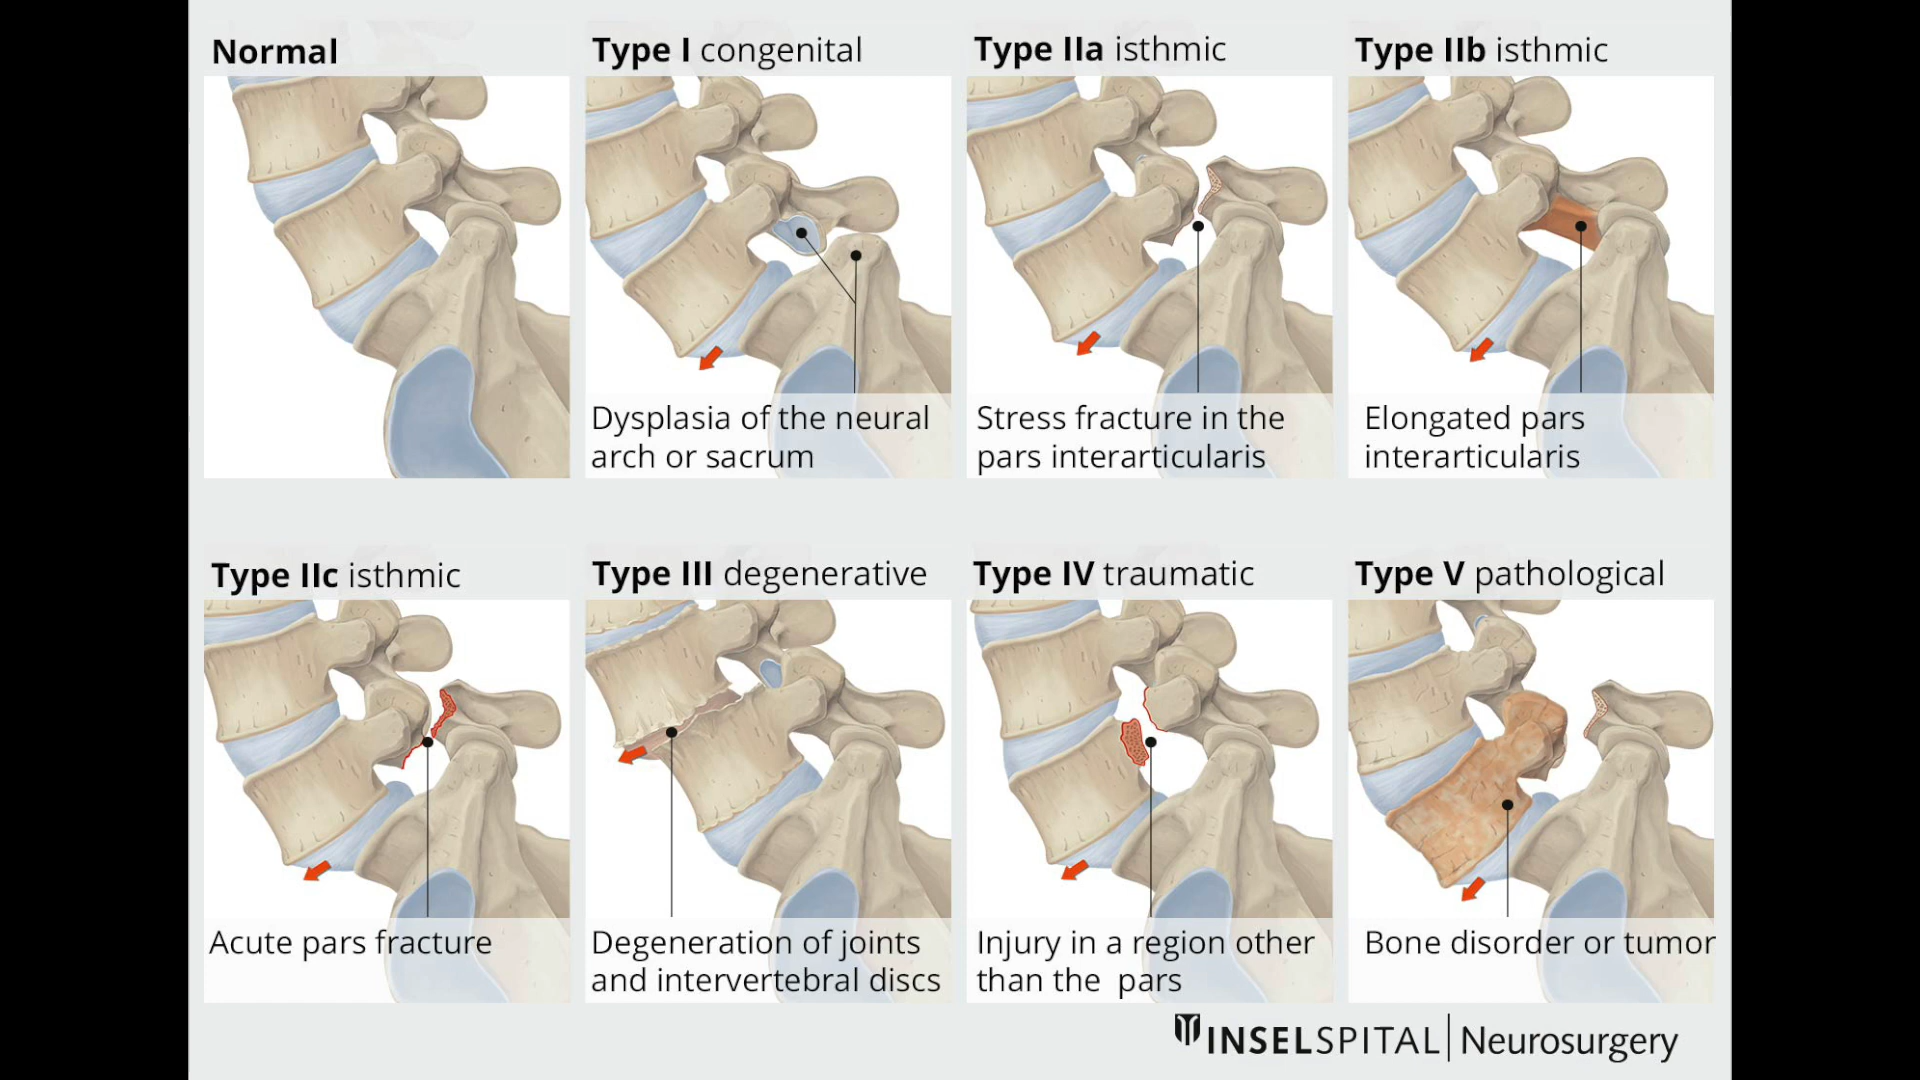 Normal
Type I congenital
Type IIa isthmic
Type IIb isthmic
Dysplasia of the neural
arch or sacrum
Stress fracture in the
pars interarticularis
Elongated pars
interarticularis
Type IIc isthmic
Type III degenerative
Type IV traumatic
Type V pathological
Acute pars fracture
Degeneration of joints
and intervertebral discs
Injury in a region other
than the pars
Bone disorder or tumor
INSELSPITAL Neurosurgery